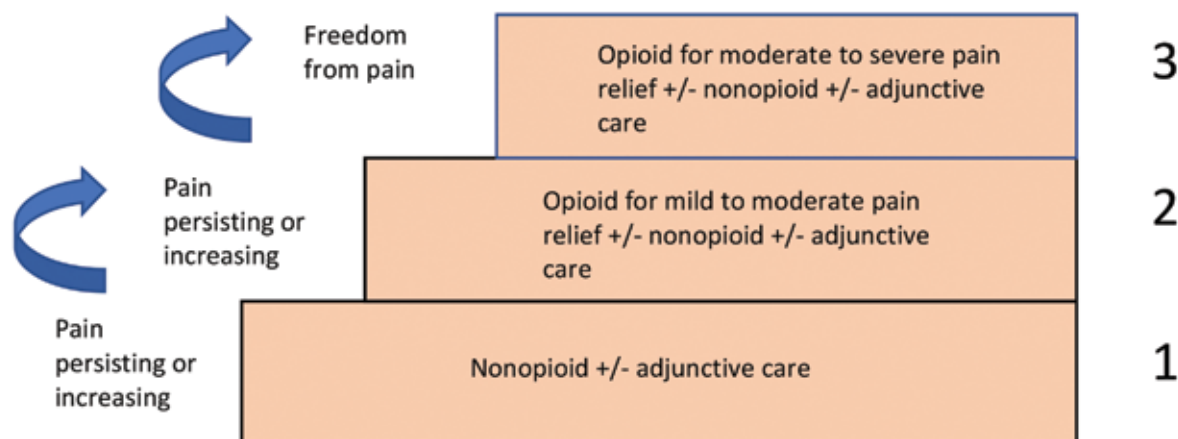 Freedom
from pain
Opioid for moderate to severe pain
relief +/- nonopioid +/- adjunctive
care
3
Pain
persisting or
increasing
Opioid for mild to moderate pain
relief +/- nonopioid +/- adjunctive
care
2
Pain
persisting or
increasing
Nonopioid +/- adjunctive care
1